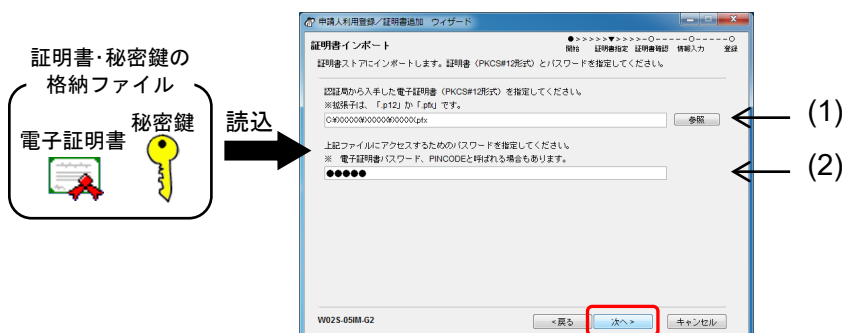 証明書・秘密鍵の
格納ファイル
電子証明書
秘密鍵
読込
申請人利用登録／証明書追加 ウィザード
証明書インポート
●>>>>>▼>>>>-○-----○-----○
開始 証明書指定 証明書確認 情報入力 登録
証明書ストアにインポートします。証明書（PKCS#12形式）とパスワードを指定してください。
認証局から入手した電子証明書（PKCS#12形式）を指定してください。
※拡張子は、「.p12」か「.pfx」です。
参照
(1)
上記ファイルにアクセスするためのパスワードを指定してください。
※ 電子証明書パスワード、PINCODEと呼ばれる場合もあります。
●●●●●
(2)
W02S-05IM-G2
<戻る
次へ>
キャンセル